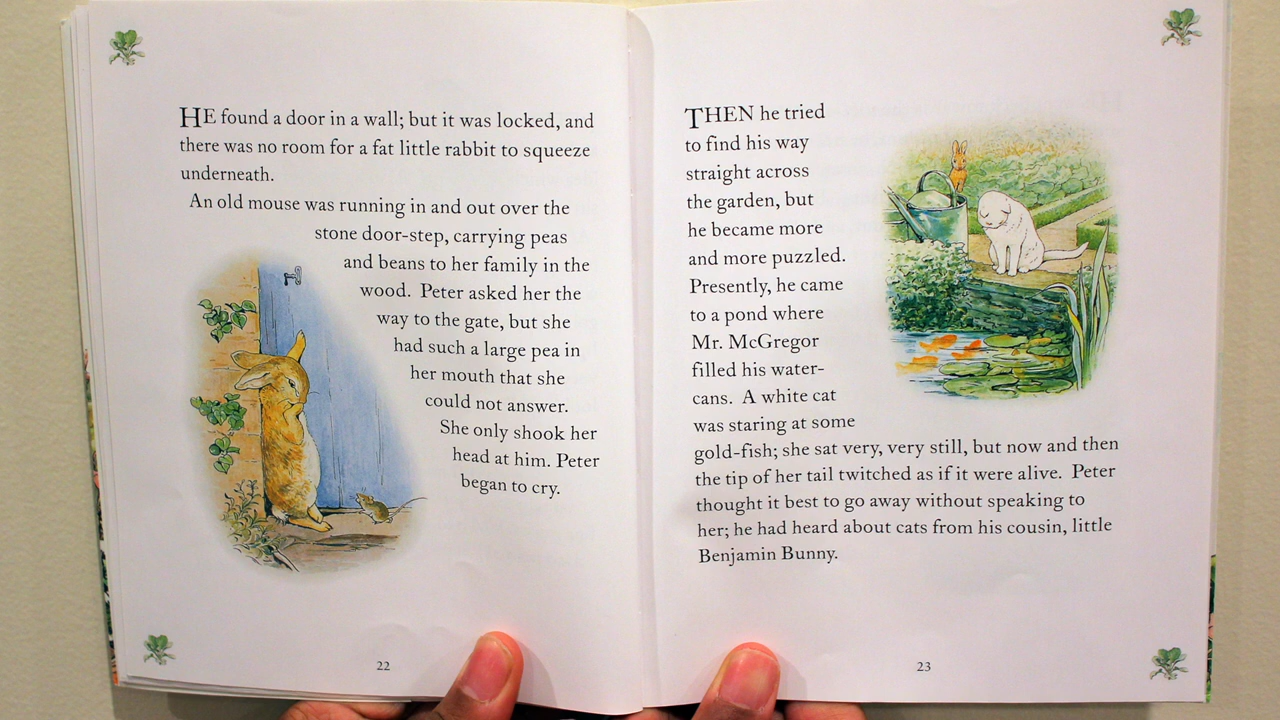 HE found a door in a wall; but it was locked, and
there was no room for a fat little rabbit to squeeze
underneath.
An old mouse was running in and out over the
stone door-step, carrying peas
and beans to her family in the
wood. Peter asked her the
way to the gate, but she
had such a large pea in
her mouth that she
could not answer.
She only shook her
head at him. Peter
began to cry.
22
THEN he tried
to find his way
straight across
the garden, but
he became more
and more puzzled.
Presently, he came
to a pond where
Mr. McGregor
filled his water-
cans. A white cat
was staring at some
gold-fish; she sat very, very still, but now and then
the tip of her tail twitched as if it were alive. Peter
thought it best to go away without speaking to
her; he had heard about cats from his cousin, little
Benjamin Bunny.
23